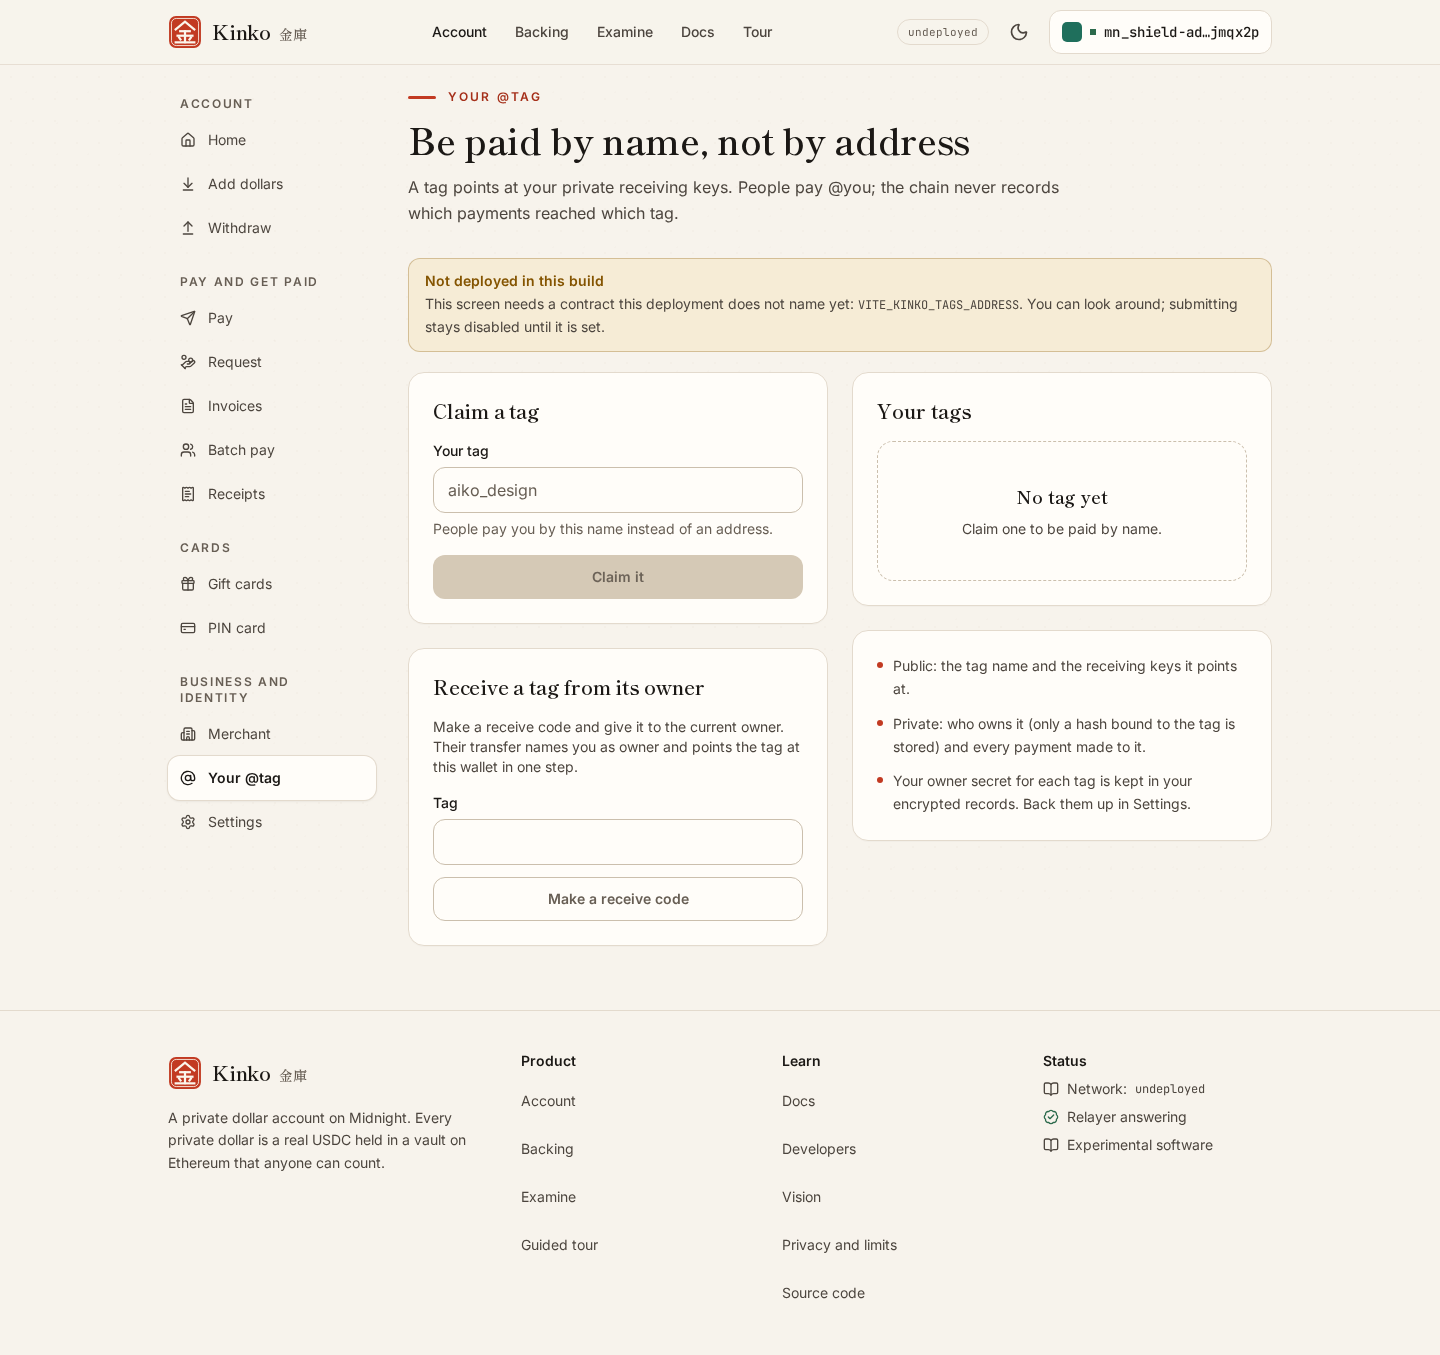 Kinko 金庫
Account
Backing
Examine
Docs
Tour
undeployed
mn_shield-ad…jmqx2p
ACCOUNT
Home
Add dollars
Withdraw
PAY AND GET PAID
Pay
Request
Invoices
Batch pay
Receipts
CARDS
Gift cards
PIN card
BUSINESS AND
IDENTITY
Merchant
Your @tag
Settings
YOUR @TAG
Be paid by name, not by address
A tag points at your private receiving keys. People pay @you; the chain never records
which payments reached which tag.
Not deployed in this build
This screen needs a contract this deployment does not name yet: VITE_KINKO_TAGS_ADDRESS. You can look around; submitting
stays disabled until it is set.
Claim a tag
Your tag
aiko_design
People pay you by this name instead of an address.
Claim it
Receive a tag from its owner
Make a receive code and give it to the current owner.
Their transfer names you as owner and points the tag at
this wallet in one step.
Tag
Make a receive code
Your tags
No tag yet
Claim one to be paid by name.
Public: the tag name and the receiving keys it points
at.
Private: who owns it (only a hash bound to the tag is
stored) and every payment made to it.
Your owner secret for each tag is kept in your
encrypted records. Back them up in Settings.
金 Kinko 金庫
A private dollar account on Midnight. Every
private dollar is a real USDC held in a vault on
Ethereum that anyone can count.
Product
Account
Backing
Examine
Guided tour
Learn
Docs
Developers
Vision
Privacy and limits
Source code
Status
Network: undeployed
Relayer answering
Experimental software